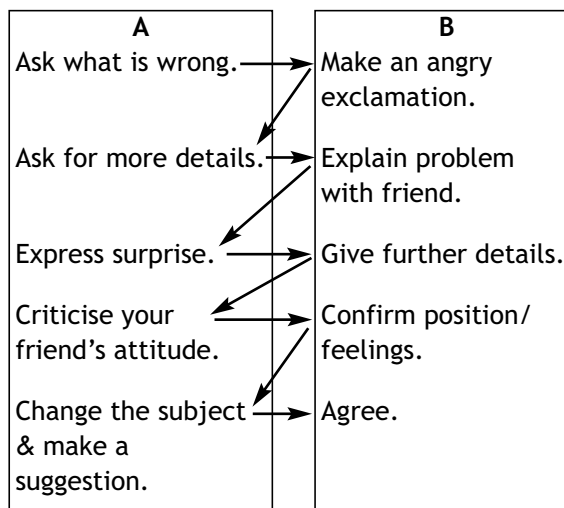 A
Ask what is wrong.
Ask for more details.
Express surprise.
Criticise your
friend’s attitude.
Change the subject
& make a
suggestion.
B
Make an angry
exclamation.
Explain problem
with friend.
Give further details.
Confirm position/
feelings.
Agree.